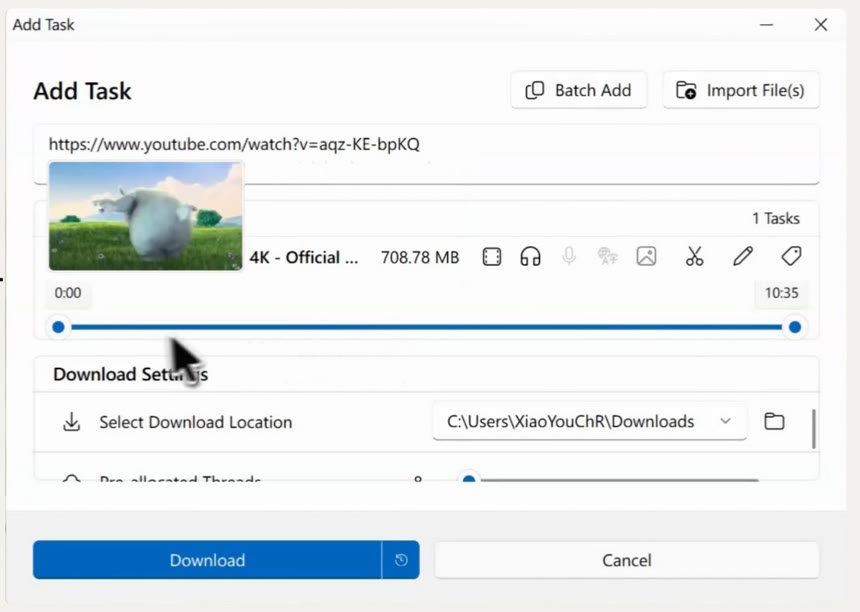 Add Task
Add Task
Batch Add
Import File(s)
https://www.youtube.com/watch?v=aqz-KE-bpKQ
1 Tasks
4K - Official ...
708.78 MB
0:00
10:35
Download Settings
Select Download Location
C:\Users\XiaoYouChR\Downloads
Pre-allocated Threads
Download
Cancel